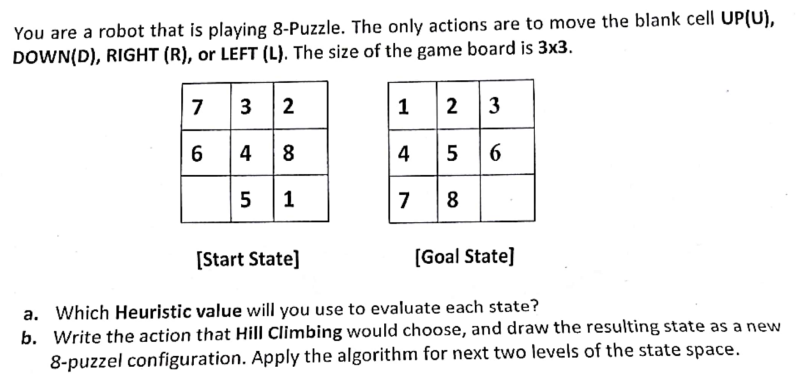 You are a robot that is playing 8-Puzzle. The only actions are to move the blank cell UP(U),
DOWN(D), RIGHT (R), or LEFT (L). The size of the game board is 3x3.
7 3 2
6 4 8
5 1
1 2 3
4 5 6
7 8
[Start State]
[Goal State]
a. Which Heuristic value will you use to evaluate each state?
b. Write the action that Hill Climbing would choose, and draw the resulting state as a new
8-puzzel configuration. Apply the algorithm for next two levels of the state space.